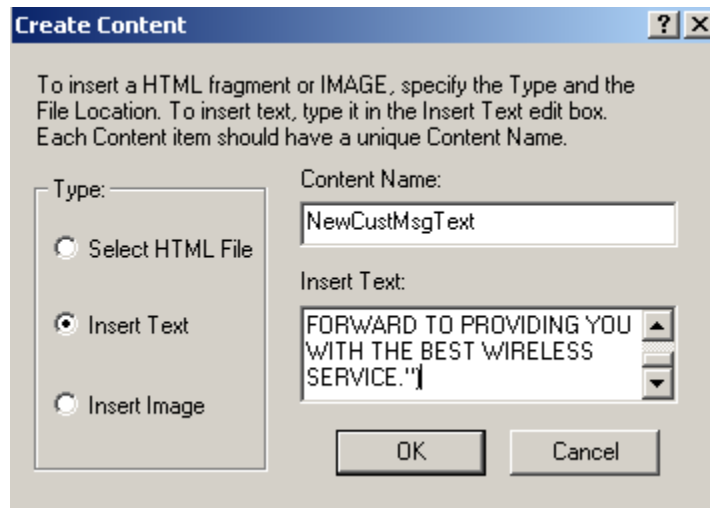 Create Content
To insert a HTML fragment or IMAGE, specify the Type and the
File Location. To insert text, type it in the Insert Text edit box.
Each Content item should have a unique Content Name.
Type:
Select HTML File
Insert Text
Insert Image
Content Name:
NewCustMsgText
Insert Text:
FORWARD TO PROVIDING YOU
WITH THE BEST WIRELESS
SERVICE.")
OK
Cancel